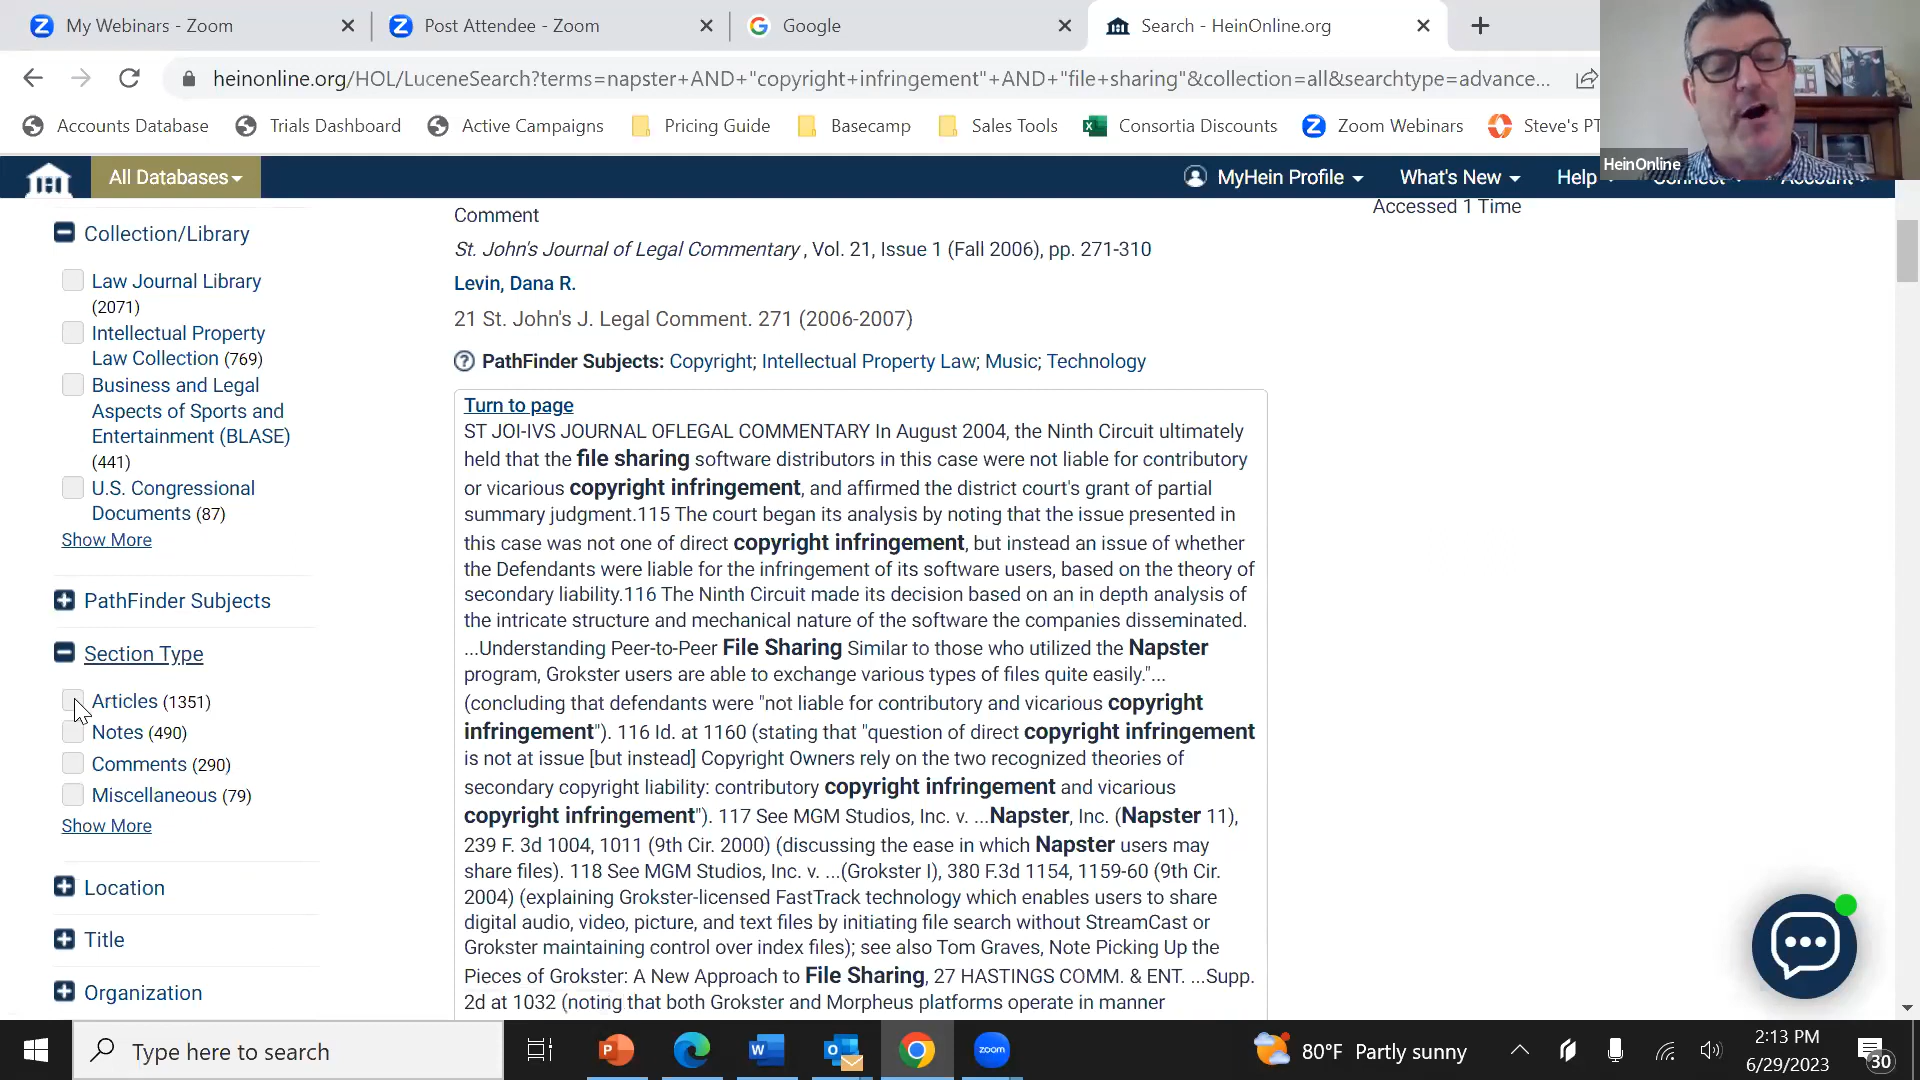 My Webinars - Zoom
Post Attendee - Zoom
Google
Search - HeinOnline.org
heinonline.org/HOL/LuceneSearch?terms=napster+AND+"copyright+infringement"+AND+"file+sharing"&collection=all&searchtype=advance...
Accounts Database
Trials Dashboard
Active Campaigns
Pricing Guide
Basecamp
Sales Tools
Consortia Discounts
Zoom Webinars
Steve's PT
HeinOnline
All Databases
MyHein Profile
What's New
Help
Connect
Account
Collection/Library
Law Journal Library
(2071)
Intellectual Property
Law Collection (769)
Business and Legal
Aspects of Sports and
Entertainment (BLASE)
(441)
U.S. Congressional
Documents (87)
Show More
PathFinder Subjects
Section Type
Articles (1351)
Notes (490)
Comments (290)
Miscellaneous (79)
Show More
Location
Title
Organization
Comment
Accessed 1 Time
St. John's Journal of Legal Commentary , Vol. 21, Issue 1 (Fall 2006), pp. 271-310
Levin, Dana R.
21 St. John's J. Legal Comment. 271 (2006-2007)
PathFinder Subjects: Copyright; Intellectual Property Law; Music; Technology
Turn to page
ST JOI-IVS JOURNAL OFLEGAL COMMENTARY In August 2004, the Ninth Circuit ultimately
held that the file sharing software distributors in this case were not liable for contributory
or vicarious copyright infringement, and affirmed the district court's grant of partial
summary judgment.115 The court began its analysis by noting that the issue presented in
this case was not one of direct copyright infringement, but instead an issue of whether
the Defendants were liable for the infringement of its software users, based on the theory of
secondary liability.116 The Ninth Circuit made its decision based on an in depth analysis of
the intricate structure and mechanical nature of the software the companies disseminated.
...Understanding Peer-to-Peer File Sharing Similar to those who utilized the Napster
program, Grokster users are able to exchange various types of files quite easily."...
(concluding that defendants were "not liable for contributory and vicarious copyright
infringement"). 116 Id. at 1160 (stating that "question of direct copyright infringement
is not at issue [but instead] Copyright Owners rely on the two recognized theories of
secondary copyright liability: contributory copyright infringement and vicarious
copyright infringement"). 117 See MGM Studios, Inc. v. ...Napster, Inc. (Napster 11),
239 F. 3d 1004, 1011 (9th Cir. 2000) (discussing the ease in which Napster users may
share files). 118 See MGM Studios, Inc. v. ...(Grokster I), 380 F.3d 1154, 1159-60 (9th Cir.
2004) (explaining Grokster-licensed FastTrack technology which enables users to share
digital audio, video, picture, and text files by initiating file search without StreamCast or
Grokster maintaining control over index files); see also Tom Graves, Note Picking Up the
Pieces of Grokster: A New Approach to File Sharing, 27 HASTINGS COMM. & ENT. ...Supp.
2d at 1032 (noting that both Grokster and Morpheus platforms operate in manner
Type here to search
zoom
80°F Partly sunny
2:13 PM
6/29/2023
30